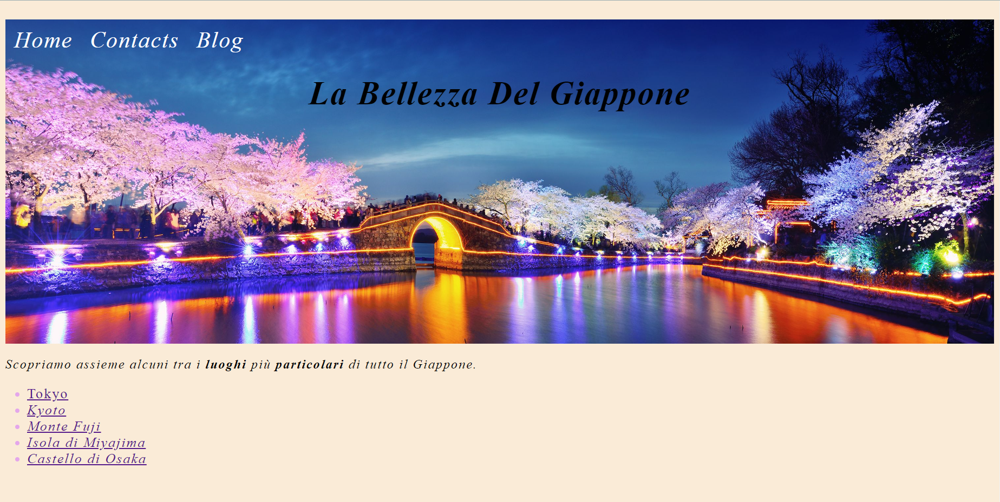 Home Contacts Blog
La Bellezza Del Giappone
Scopriamo assieme alcuni tra i luoghi più particolari di tutto il Giappone.
Tokyo
Kyoto
Monte Fuji
Isola di Miyajima
Castello di Osaka